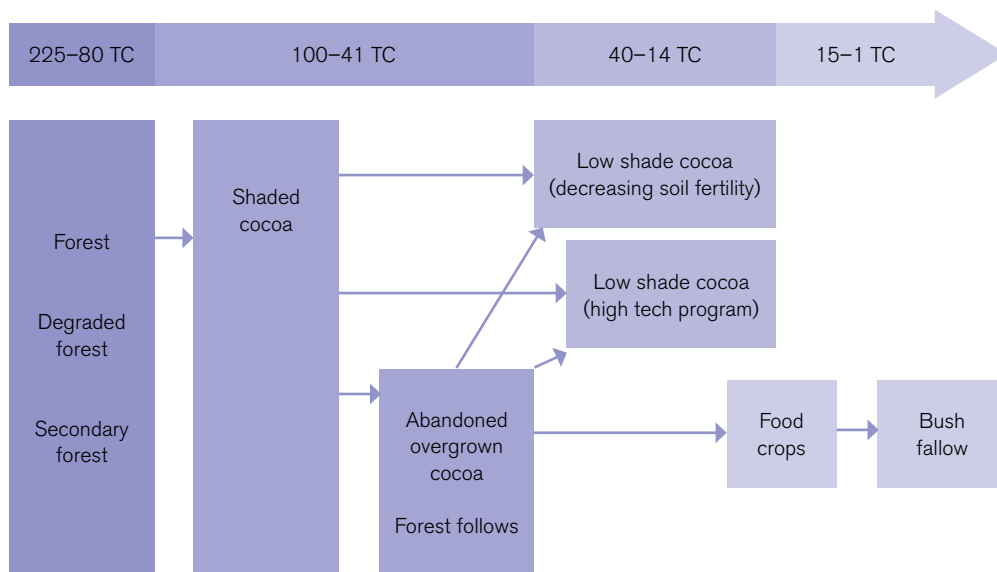 225–80 TC
100–41 TC
40–14 TC
15–1 TC
Forest
Degraded
forest
Secondary
forest
Shaded
cocoa
Low shade cocoa
(decreasing soil fertility)
Low shade cocoa
(high tech program)
Abandoned
overgrown
cocoa
Forest follows
Food
crops
Bush
fallow